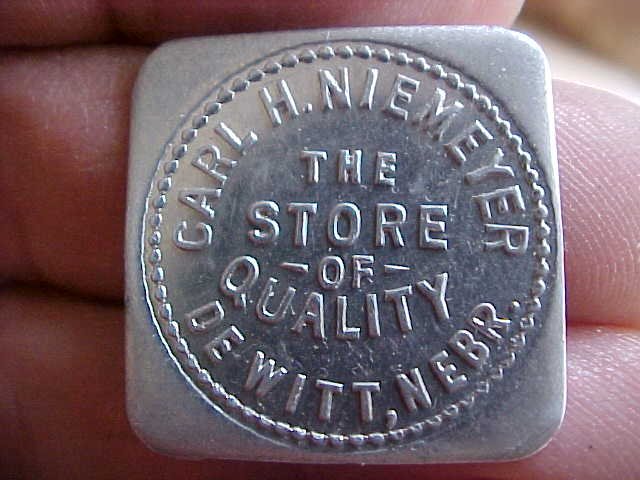 CARL H. NIEMEYER
THE
STORE
-OF-
QUALITY
DE WITT, NEBR.